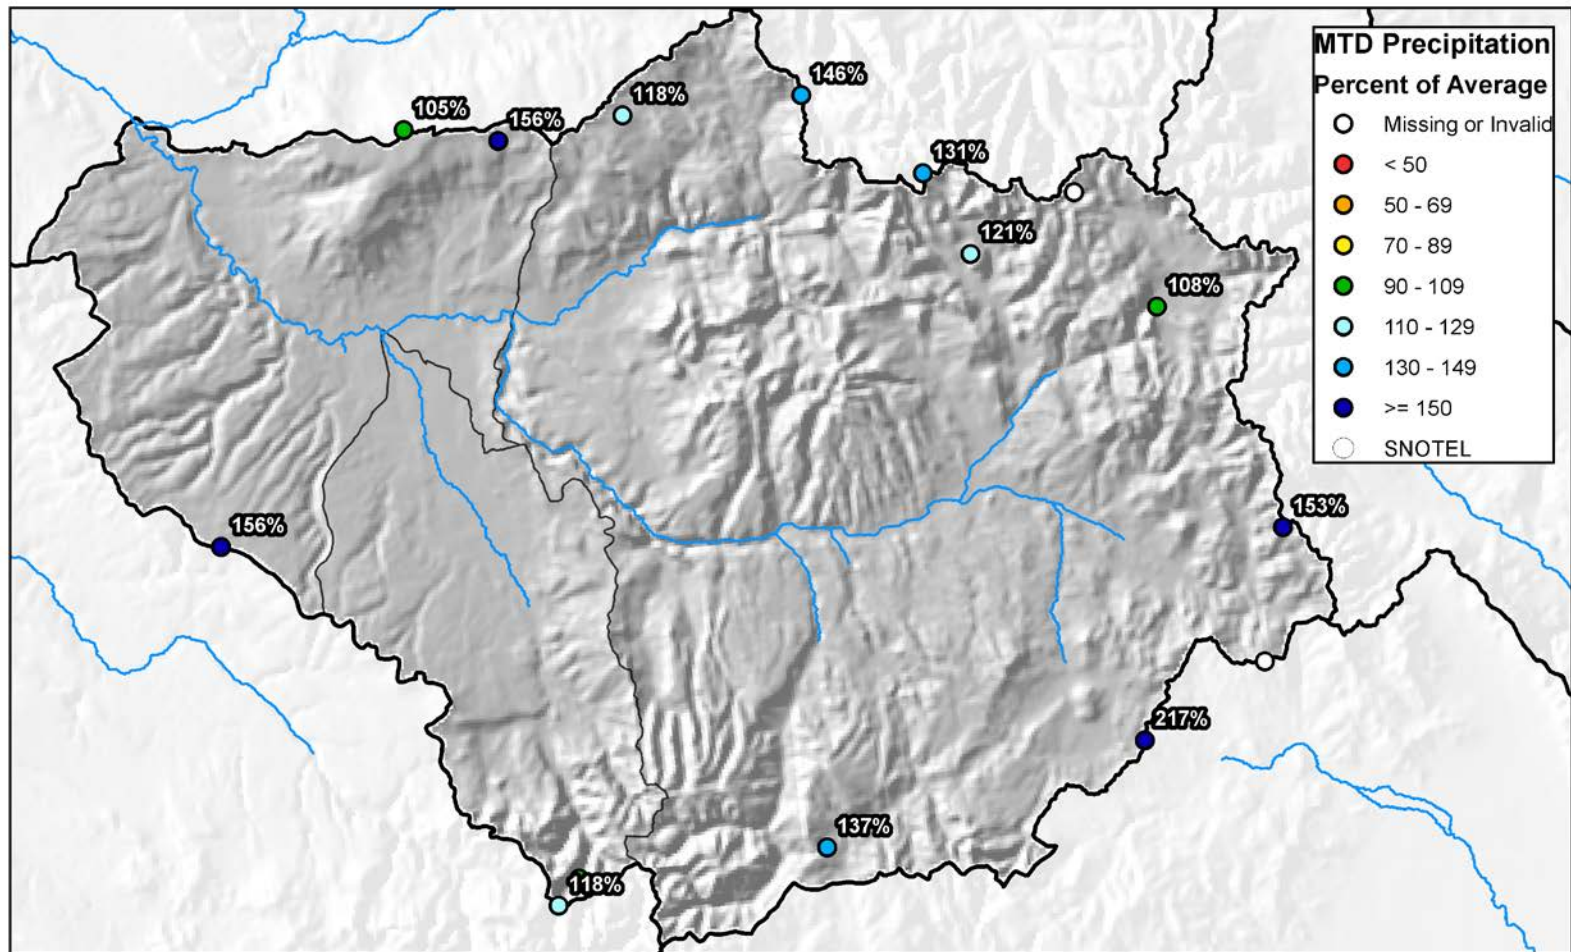 MTD Precipitation
Percent of Average
Missing or Invalid
< 50
50 - 69
70 - 89
90 - 109
110 - 129
130 - 149
>= 150
SNOTEL
146%
118%
105%
156%
131%
121%
108%
153%
156%
217%
137%
118%